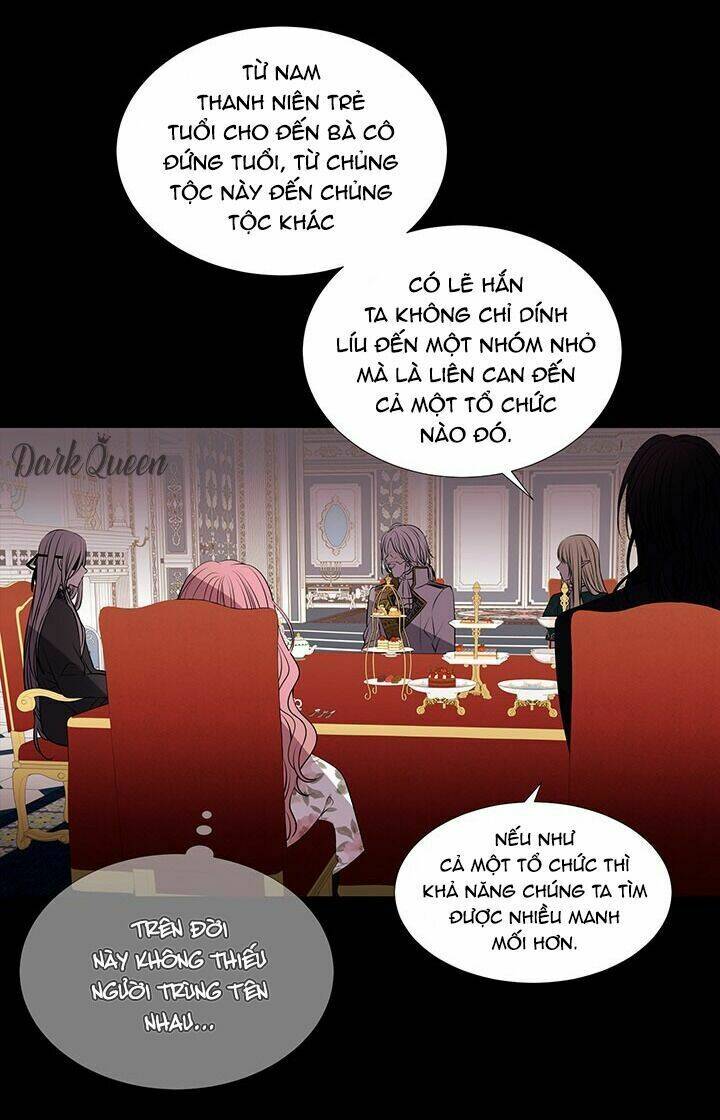 TỪ NAM
THANH NIÊN TRẺ
TUỔI CHO ĐẾN BÀ CÔ
ĐỨNG TUỔI, TỪ CHỦNG
TỘC NÀY ĐẾN CHỦNG
TỘC KHÁC
CÓ LẼ HẮN
TA KHÔNG CHỈ DÍNH
LÍU ĐẾN MỘT NHÓM NHỎ
MÀ LÀ LIÊN CAN ĐẾN
CẢ MỘT TỔ CHỨC
NÀO ĐÓ.
Dark Queen
NẾU NHƯ
CẢ MỘT TỔ CHỨC THÌ
KHẢ NĂNG CHÚNG TA TÌM
ĐƯỢC NHIỀU MANH
MỐI HƠN.
TRÊN ĐỜI
NÀY KHÔNG THIẾU
NGƯỜI TRÙNG TÊN
NHAU...